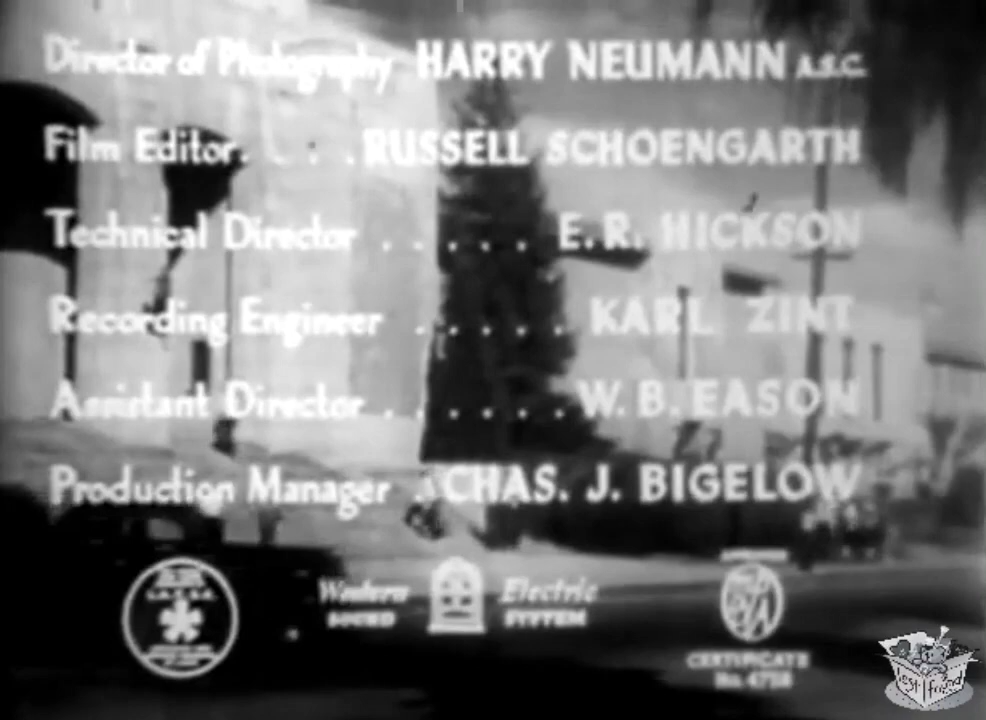 Director of Photography HARRY NEUMANN A.S.C.
Film Editor. . . . RUSSELL SCHOENGARTH
Technical Director . . . . . . E. R. HICKSON
Recording Engineer . . . . . . KARL ZINT
Assistant Director . . . . . . . W. B. EASON
Production Manager . CHAS. J. BIGELOW
Western Electric
SOUND SYSTEM
CERTIFICATE
No.